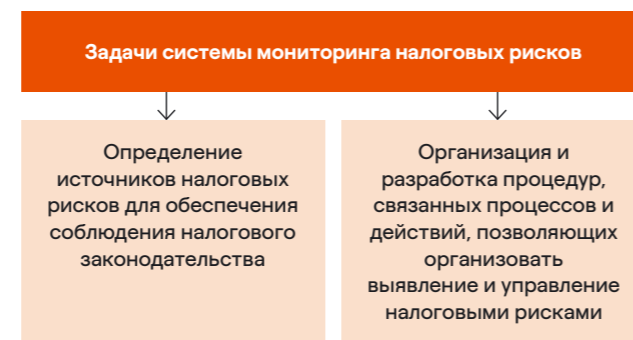 Задачи системы мониторинга налоговых рисков
Определение
источников налоговых
рисков для обеспечения
соблюдения налогового
законодательства
Организация и
разработка процедур,
связанных процессов и
действий, позволяющих
организовать
выявление и управление
налоговыми рисками